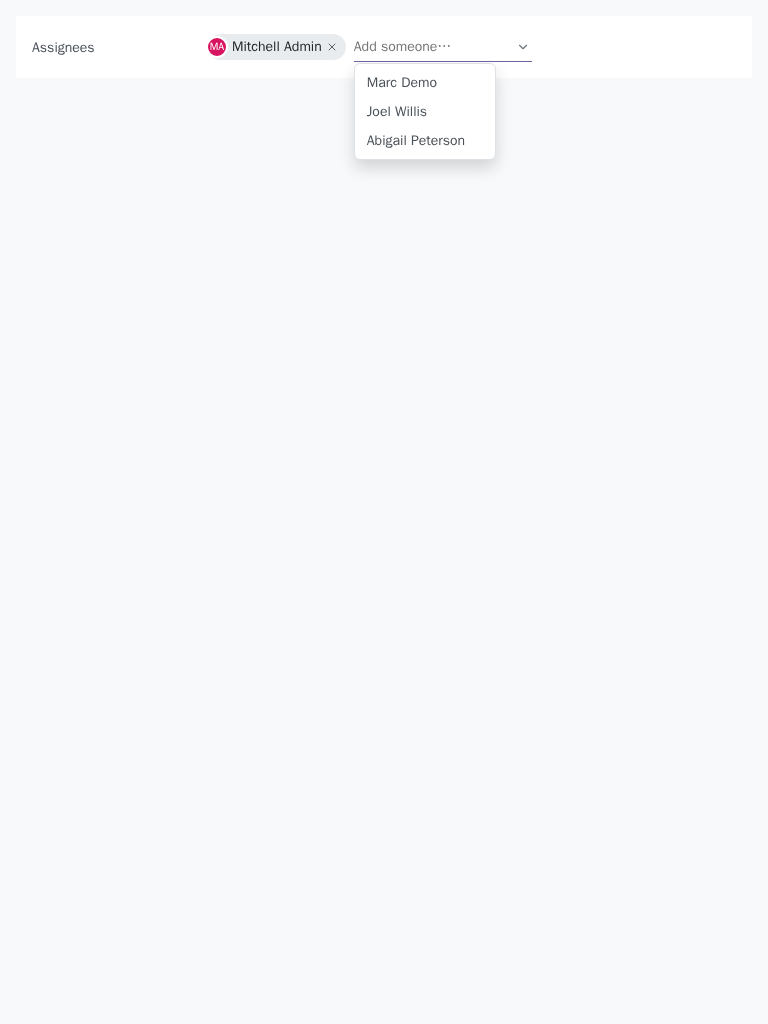 Assignees
MA Mitchell Admin × Add someone···
Marc Demo
Joel Willis
Abigail Peterson